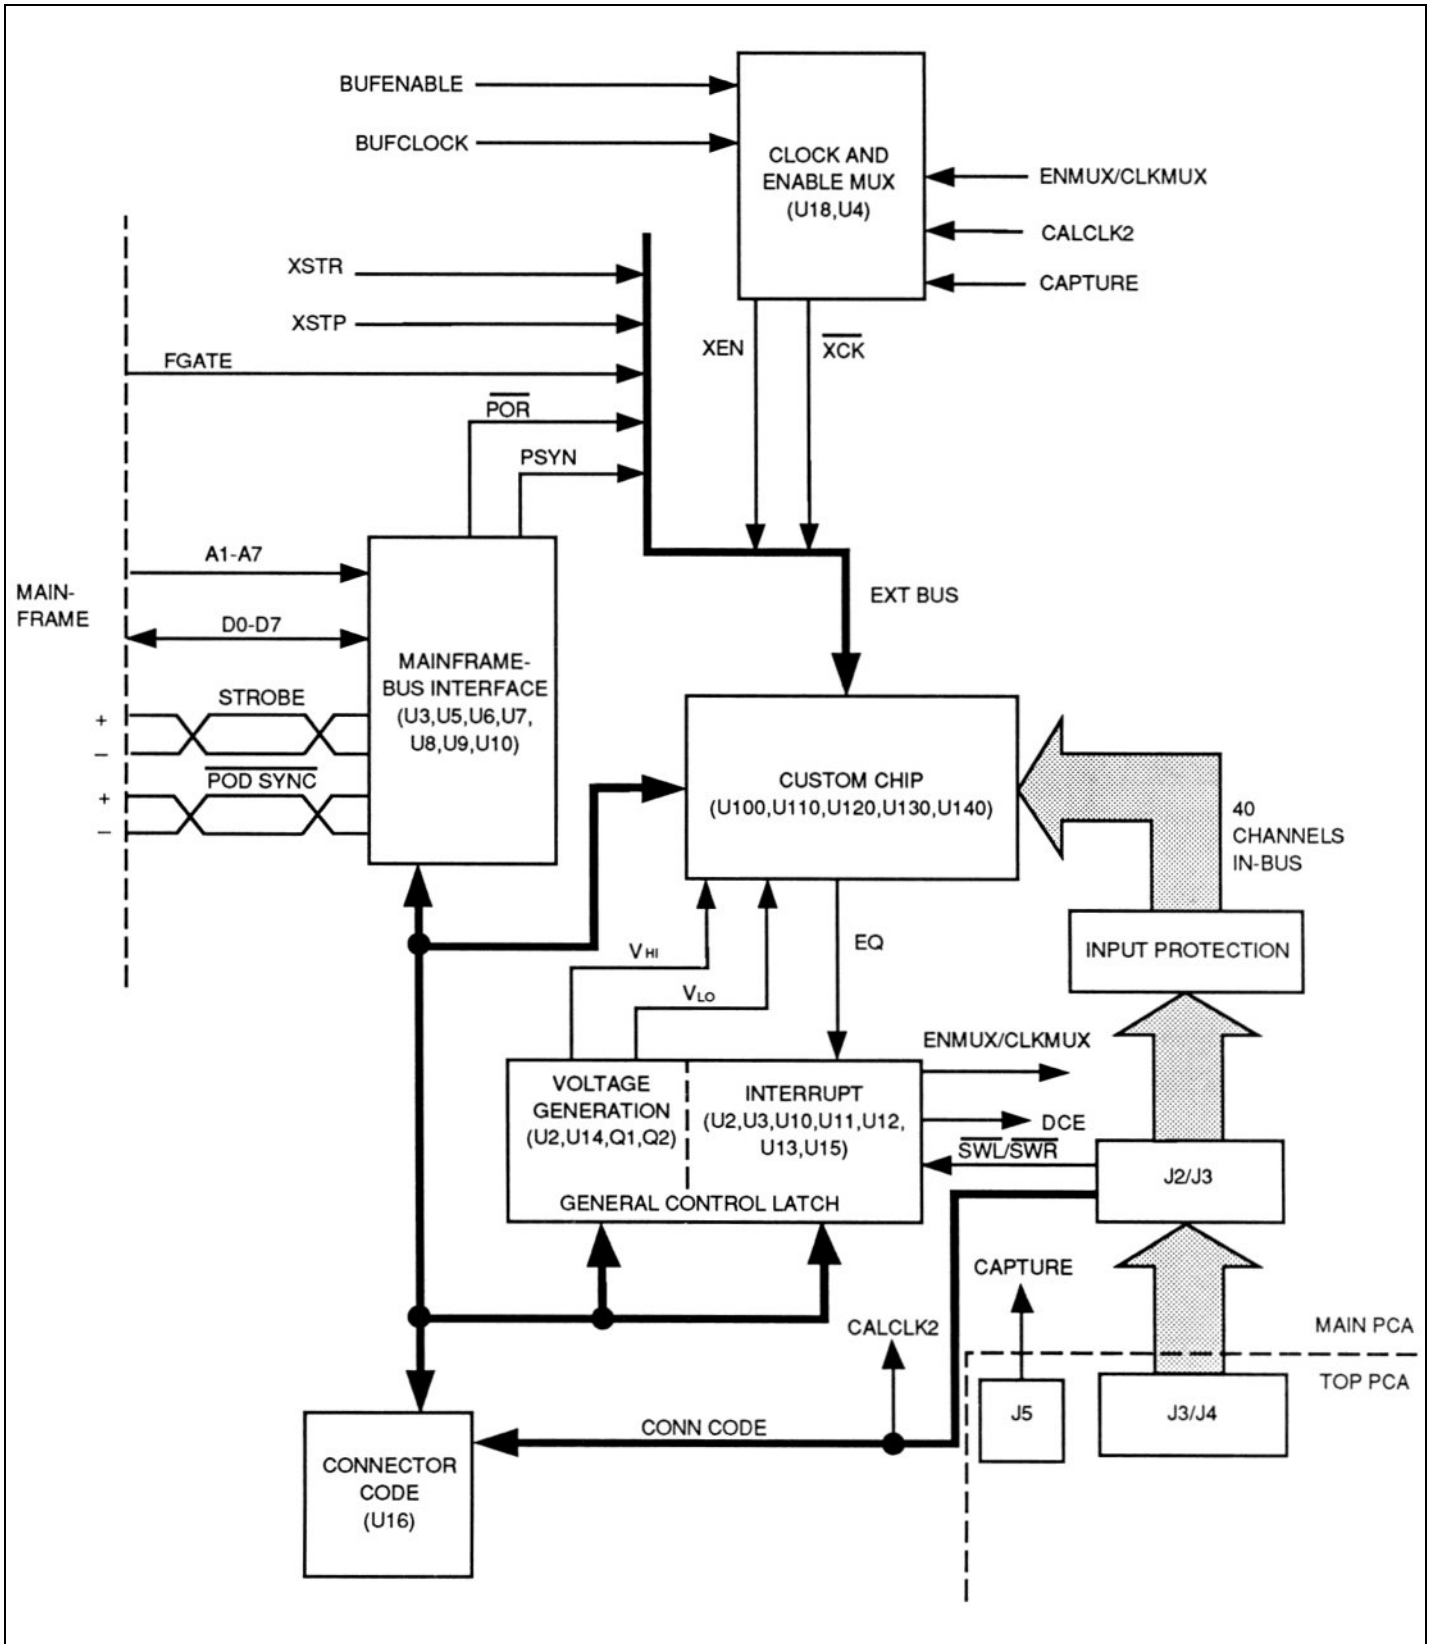 BUFENABLE
BUFCLOCK
CLOCK AND
ENABLE MUX
(U18,U4)
ENMUX/CLKMUX
CALCLK2
CAPTURE
XSTR
XSTP
FGATE
POR
PSYN
XEN
XCK
A1-A7
MAIN-
FRAME
D0-D7
EXT BUS
MAINFRAME-
BUS INTERFACE
(U3,U5,U6,U7,
U8,U9,U10)
STROBE
+
–
POD SYNC
+
–
CUSTOM CHIP
(U100,U110,U120,U130,U140)
40
CHANNELS
IN-BUS
INPUT PROTECTION
VHI
VLO
EQ
ENMUX/CLKMUX
VOLTAGE
GENERATION
(U2,U14,Q1,Q2)
INTERRUPT
(U2,U3,U10,U11,U12,
U13,U15)
DCE
SWL/SWR
J2/J3
GENERAL CONTROL LATCH
CAPTURE
CALCLK2
MAIN PCA
TOP PCA
J5
J3/J4
CONN CODE
CONNECTOR
CODE
(U16)